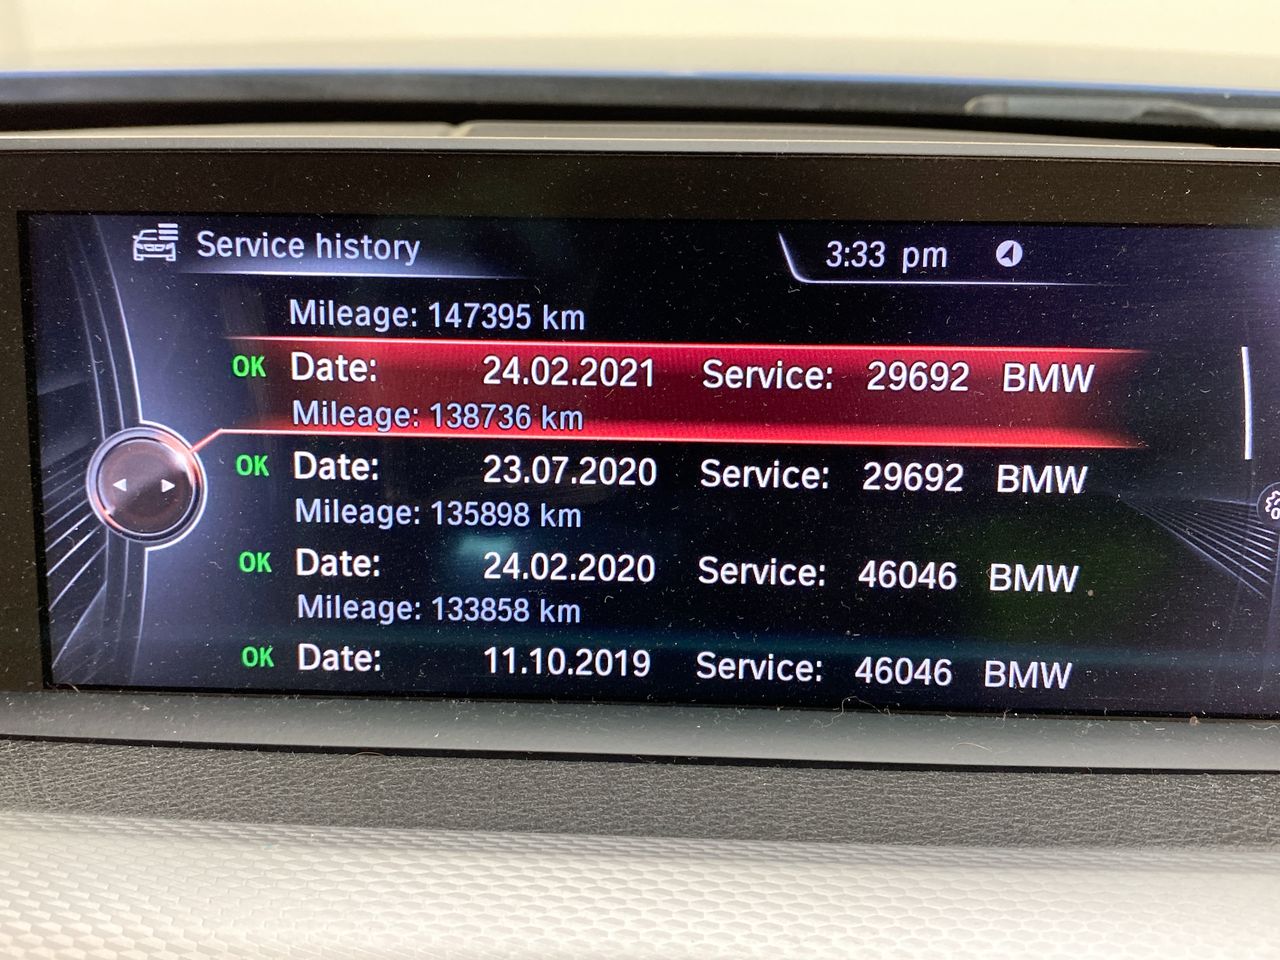 Service history 3:33 pm
Mileage: 147395 km
OK Date: 24.02.2021 Service: 29692 BMW
Mileage: 138736 km
OK Date: 23.07.2020 Service: 29692 BMW
Mileage: 135898 km
OK Date: 24.02.2020 Service: 46046 BMW
Mileage: 133858 km
OK Date: 11.10.2019 Service: 46046 BMW